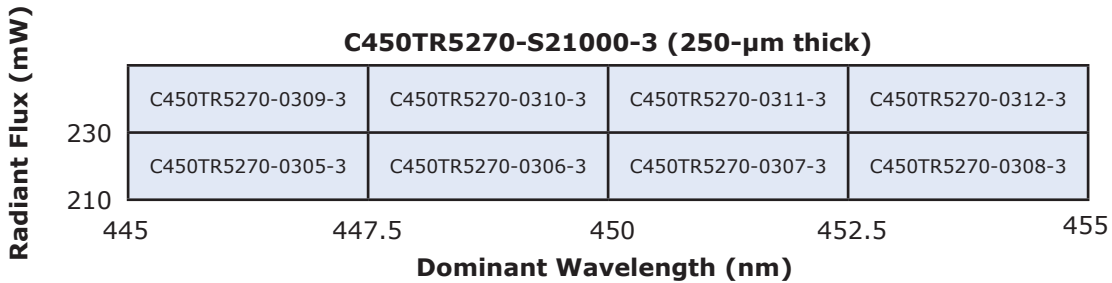 C450TR5270-S21000-3 (250-µm thick)
Radiant Flux (mW)
C450TR5270-0309-3 C450TR5270-0310-3 C450TR5270-0311-3 C450TR5270-0312-3
230
C450TR5270-0305-3 C450TR5270-0306-3 C450TR5270-0307-3 C450TR5270-0308-3
210
445 447.5 450 452.5 455
Dominant Wavelength (nm)